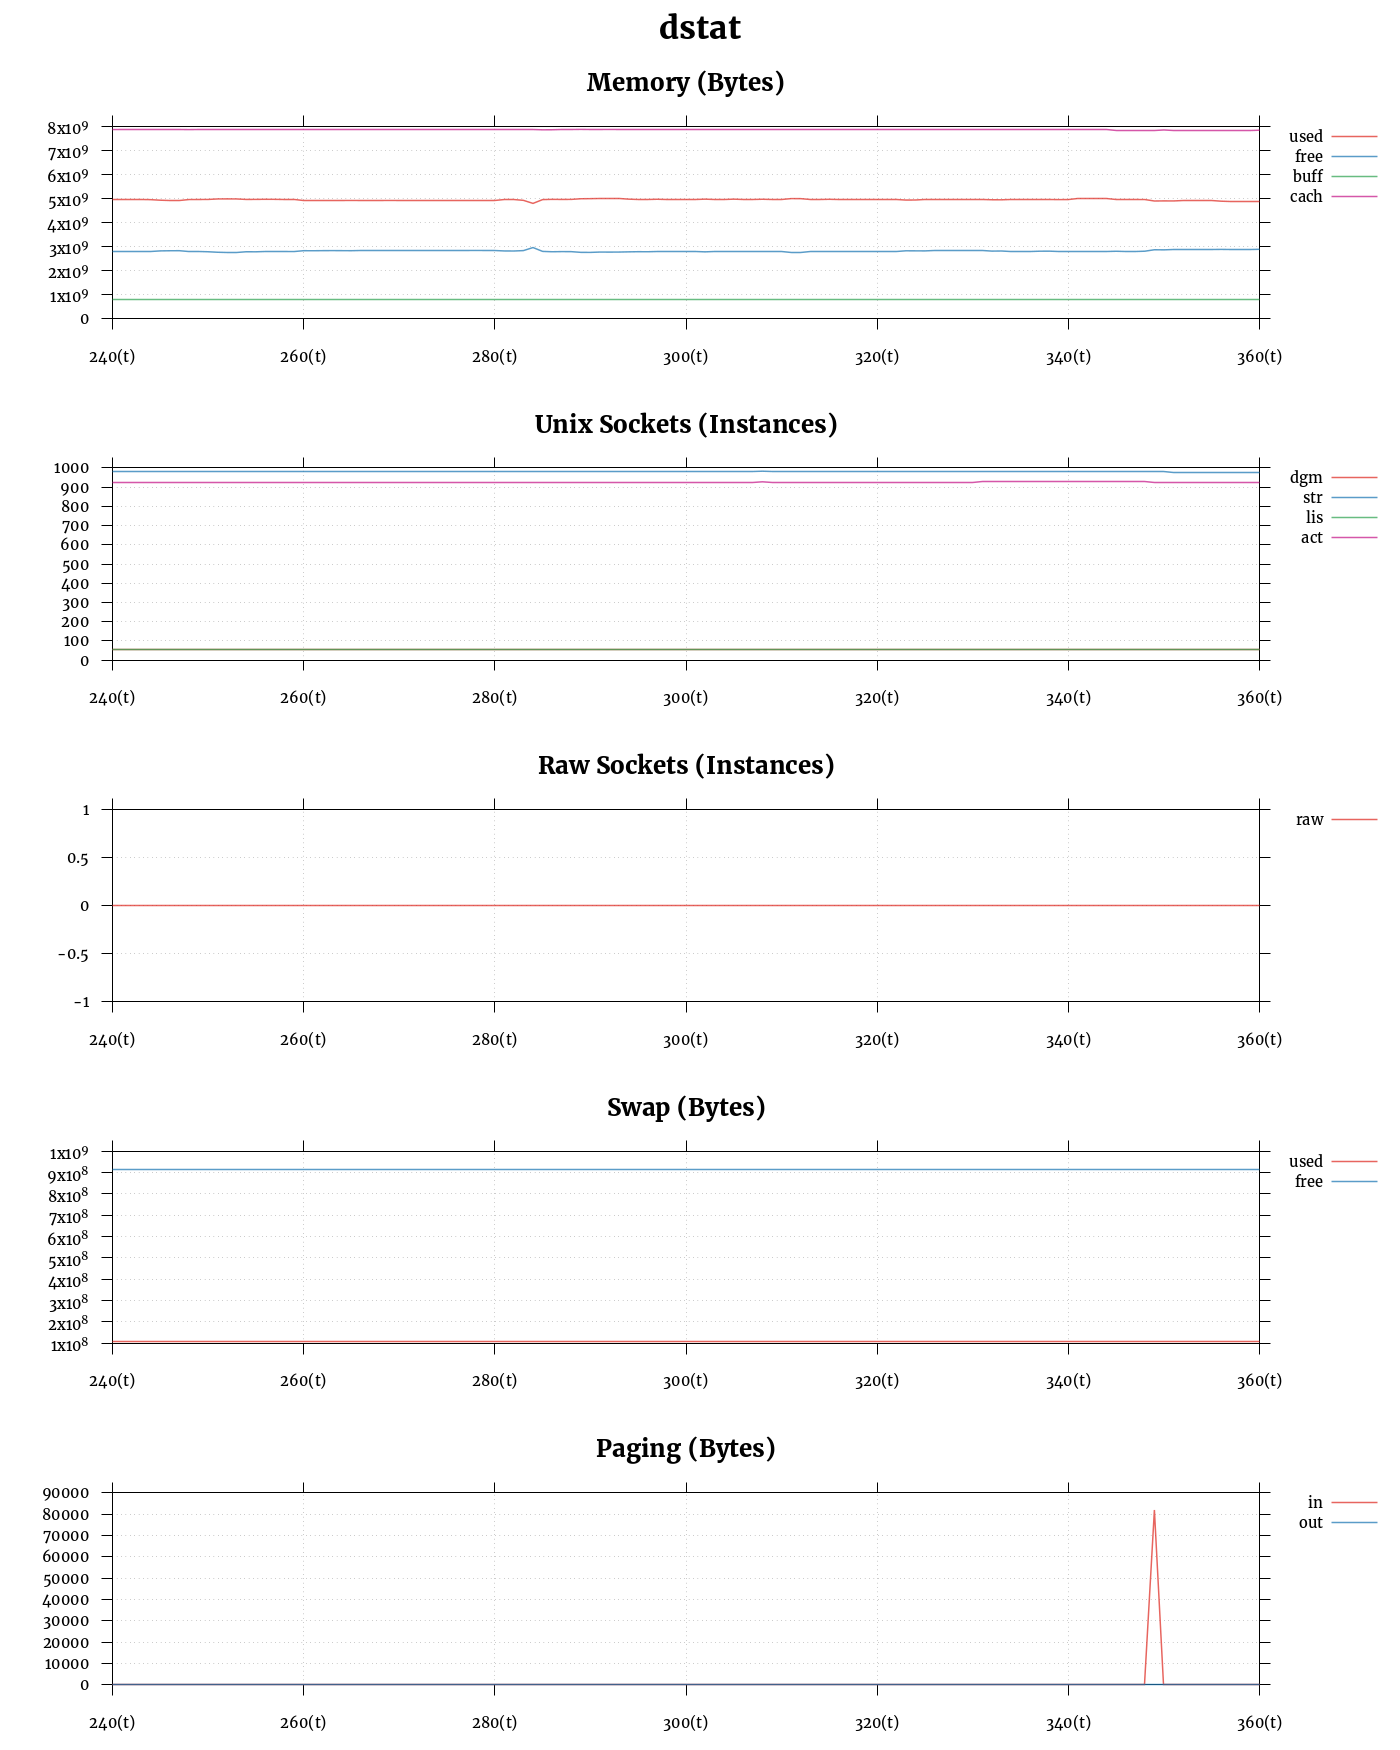 dstat
Memory (Bytes)
8x10⁹
7x10⁹
6x10⁹
5x10⁹
4x10⁹
3x10⁹
2x10⁹
1x10⁹
0
240(t) 260(t) 280(t) 300(t) 320(t) 340(t) 360(t)
used
free
buff
cach
Unix Sockets (Instances)
1000
900
800
700
600
500
400
300
200
100
0
240(t) 260(t) 280(t) 300(t) 320(t) 340(t) 360(t)
dgm
str
lis
act
Raw Sockets (Instances)
1
0.5
0
-0.5
-1
240(t) 260(t) 280(t) 300(t) 320(t) 340(t) 360(t)
raw
Swap (Bytes)
1x10⁹
9x10⁸
8x10⁸
7x10⁸
6x10⁸
5x10⁸
4x10⁸
3x10⁸
2x10⁸
1x10⁸
240(t) 260(t) 280(t) 300(t) 320(t) 340(t) 360(t)
used
free
Paging (Bytes)
90000
80000
70000
60000
50000
40000
30000
20000
10000
0
240(t) 260(t) 280(t) 300(t) 320(t) 340(t) 360(t)
in
out